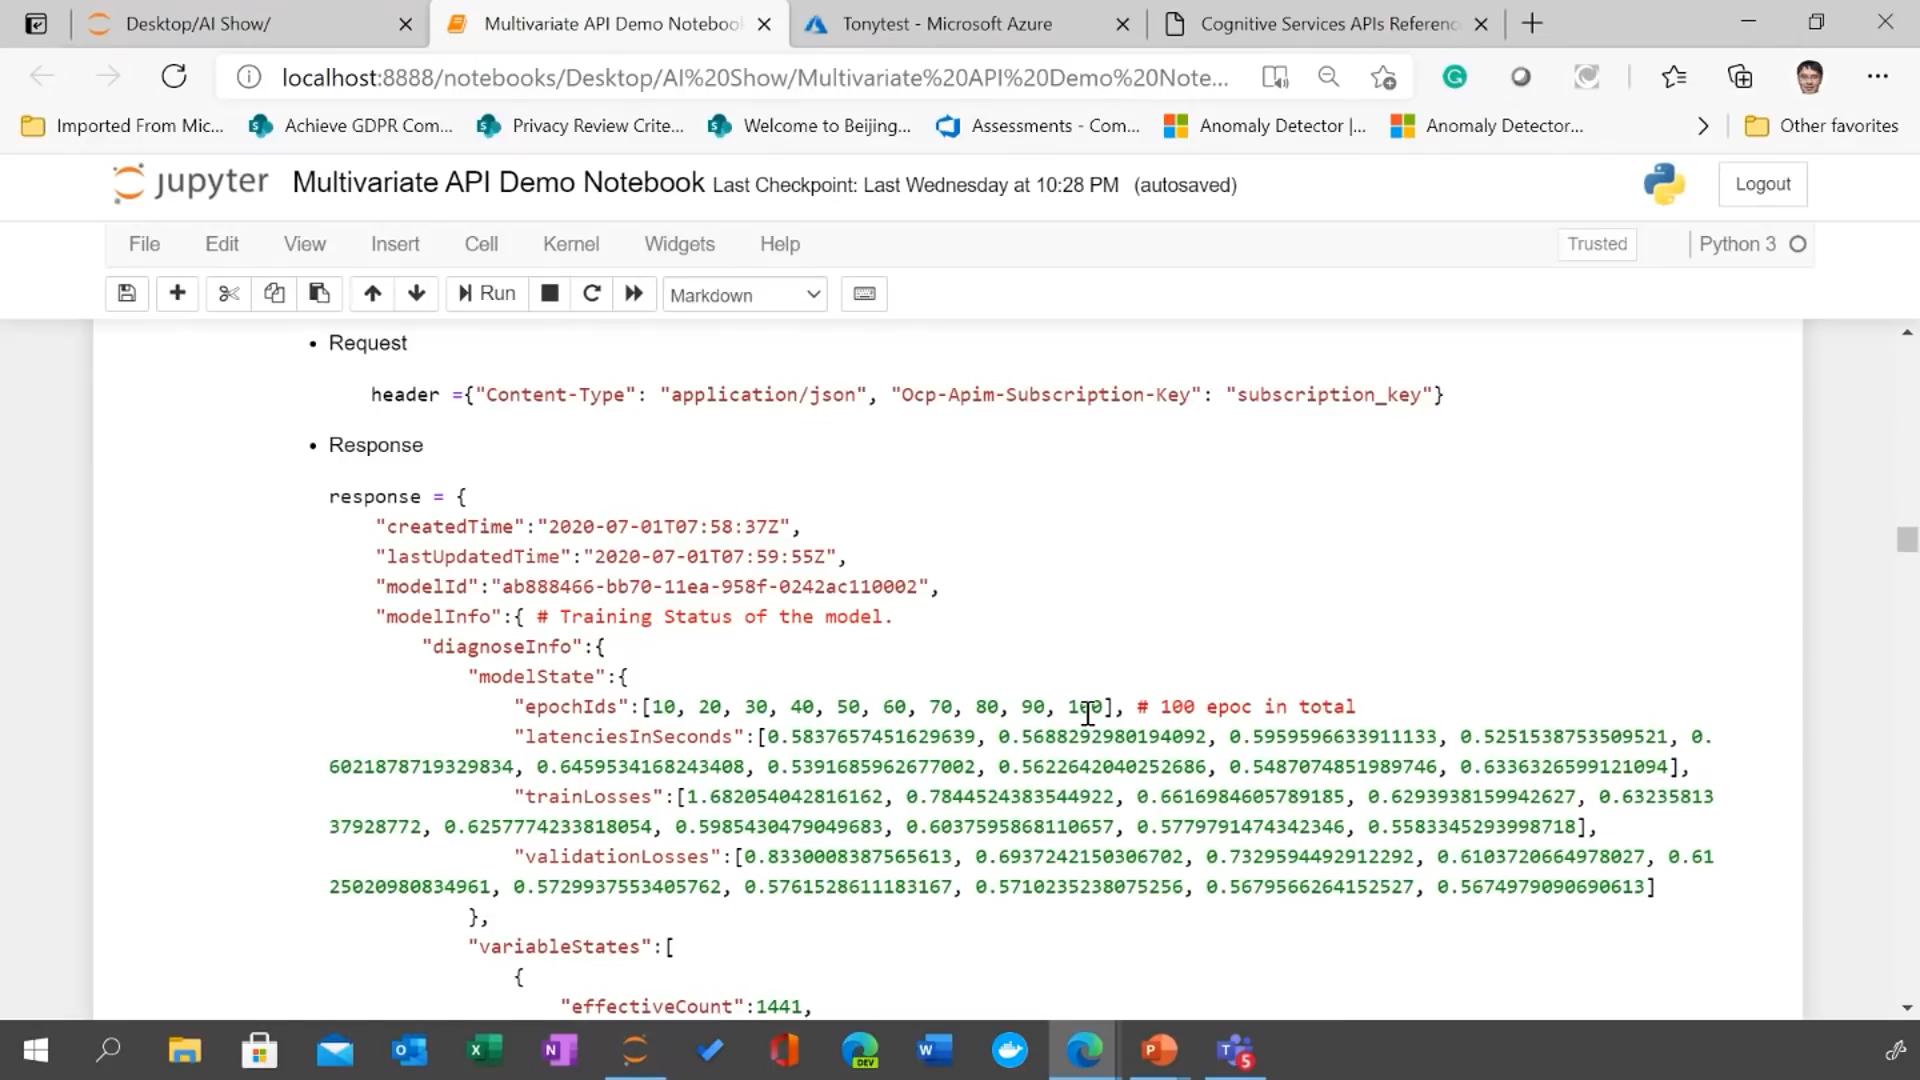 Desktop/AI Show/
Multivariate API Demo Notebook
Tonytest - Microsoft Azure
Cognitive Services APIs Referenc
localhost:8888/notebooks/Desktop/AI%20Show/Multivariate%20API%20Demo%20Note...
Imported From Mic...
Achieve GDPR Com...
Privacy Review Crite...
Welcome to Beijing...
Assessments - Com...
Anomaly Detector |...
Anomaly Detector...
Other favorites
jupyter Multivariate API Demo Notebook Last Checkpoint: Last Wednesday at 10:28 PM (autosaved)
Logout
File Edit View Insert Cell Kernel Widgets Help
Trusted
Python 3
Run
Markdown
• Request
header ={"Content-Type": "application/json", "Ocp-Apim-Subscription-Key": "subscription_key"}
• Response
response = {
"createdTime":"2020-07-01T07:58:37Z",
"lastUpdatedTime":"2020-07-01T07:59:55Z",
"modelId":"ab888466-bb70-11ea-958f-0242ac110002",
"modelInfo":{ # Training Status of the model.
"diagnoseInfo":{
"modelState":{
"epochIds":[10, 20, 30, 40, 50, 60, 70, 80, 90, 100], # 100 epoc in total
"latenciesInSeconds":[0.5837657451629639, 0.5688292980194092, 0.5959596633911133, 0.5251538753509521, 0.
6021878719329834, 0.6459534168243408, 0.5391685962677002, 0.5622642040252686, 0.5487074851989746, 0.6336326599121094],
"trainLosses":[1.682054042816162, 0.7844524383544922, 0.6616984605789185, 0.6293938159942627, 0.63235813
37928772, 0.6257774233818054, 0.5985430479049683, 0.6037595868110657, 0.5779791474342346, 0.5583345293998718],
"validationLosses":[0.8330008387565613, 0.6937242150306702, 0.7329594492912292, 0.6103720664978027, 0.61
25020980834961, 0.5729937553405762, 0.5761528611183167, 0.5710235238075256, 0.5679566264152527, 0.5674979090690613]
},
"variableStates":[
{
"effectiveCount":1441,
DEV
5